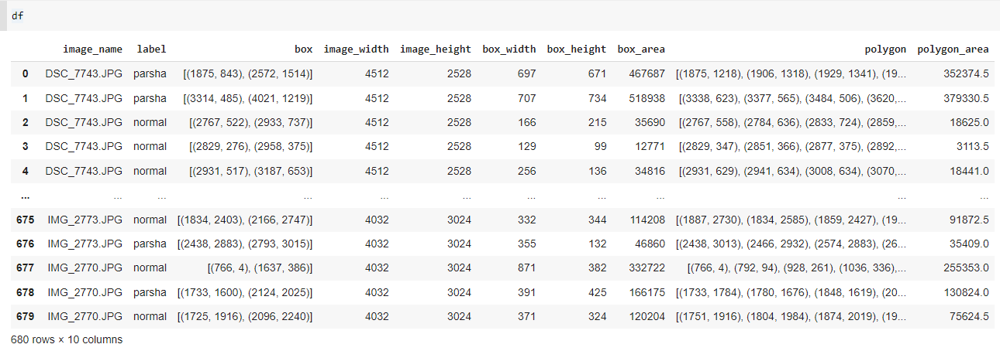 df
image_name label box image_width image_height box_width box_height box_area polygon polygon_area
0 DSC_7743.JPG parsha [(1875, 843), (2572, 1514)] 4512 2528 697 671 467687 [(1875, 1218), (1906, 1318), (1929, 1341), (19... 352374.5
1 DSC_7743.JPG parsha [(3314, 485), (4021, 1219)] 4512 2528 707 734 518938 [(3338, 623), (3377, 565), (3484, 506), (3620,... 379330.5
2 DSC_7743.JPG normal [(2767, 522), (2933, 737)] 4512 2528 166 215 35690 [(2767, 558), (2784, 636), (2833, 724), (2859,... 18625.0
3 DSC_7743.JPG normal [(2829, 276), (2958, 375)] 4512 2528 129 99 12771 [(2829, 347), (2851, 366), (2877, 375), (2892,... 3113.5
4 DSC_7743.JPG normal [(2931, 517), (3187, 653)] 4512 2528 256 136 34816 [(2931, 629), (2941, 634), (3008, 634), (3070,... 18441.0
... ... ... ... ... ... ... ... ... ... ...
675 IMG_2773.JPG normal [(1834, 2403), (2166, 2747)] 4032 3024 332 344 114208 [(1887, 2730), (1834, 2585), (1859, 2427), (19... 91872.5
676 IMG_2773.JPG parsha [(2438, 2883), (2793, 3015)] 4032 3024 355 132 46860 [(2438, 3013), (2466, 2932), (2574, 2883), (26... 35409.0
677 IMG_2770.JPG normal [(766, 4), (1637, 386)] 4032 3024 871 382 332722 [(766, 4), (792, 94), (928, 261), (1036, 336),... 255353.0
678 IMG_2770.JPG parsha [(1733, 1600), (2124, 2025)] 4032 3024 391 425 166175 [(1733, 1784), (1780, 1676), (1848, 1619), (20... 130824.0
679 IMG_2770.JPG normal [(1725, 1916), (2096, 2240)] 4032 3024 371 324 120204 [(1751, 1916), (1804, 1984), (1874, 2019), (19... 75624.5
680 rows × 10 columns